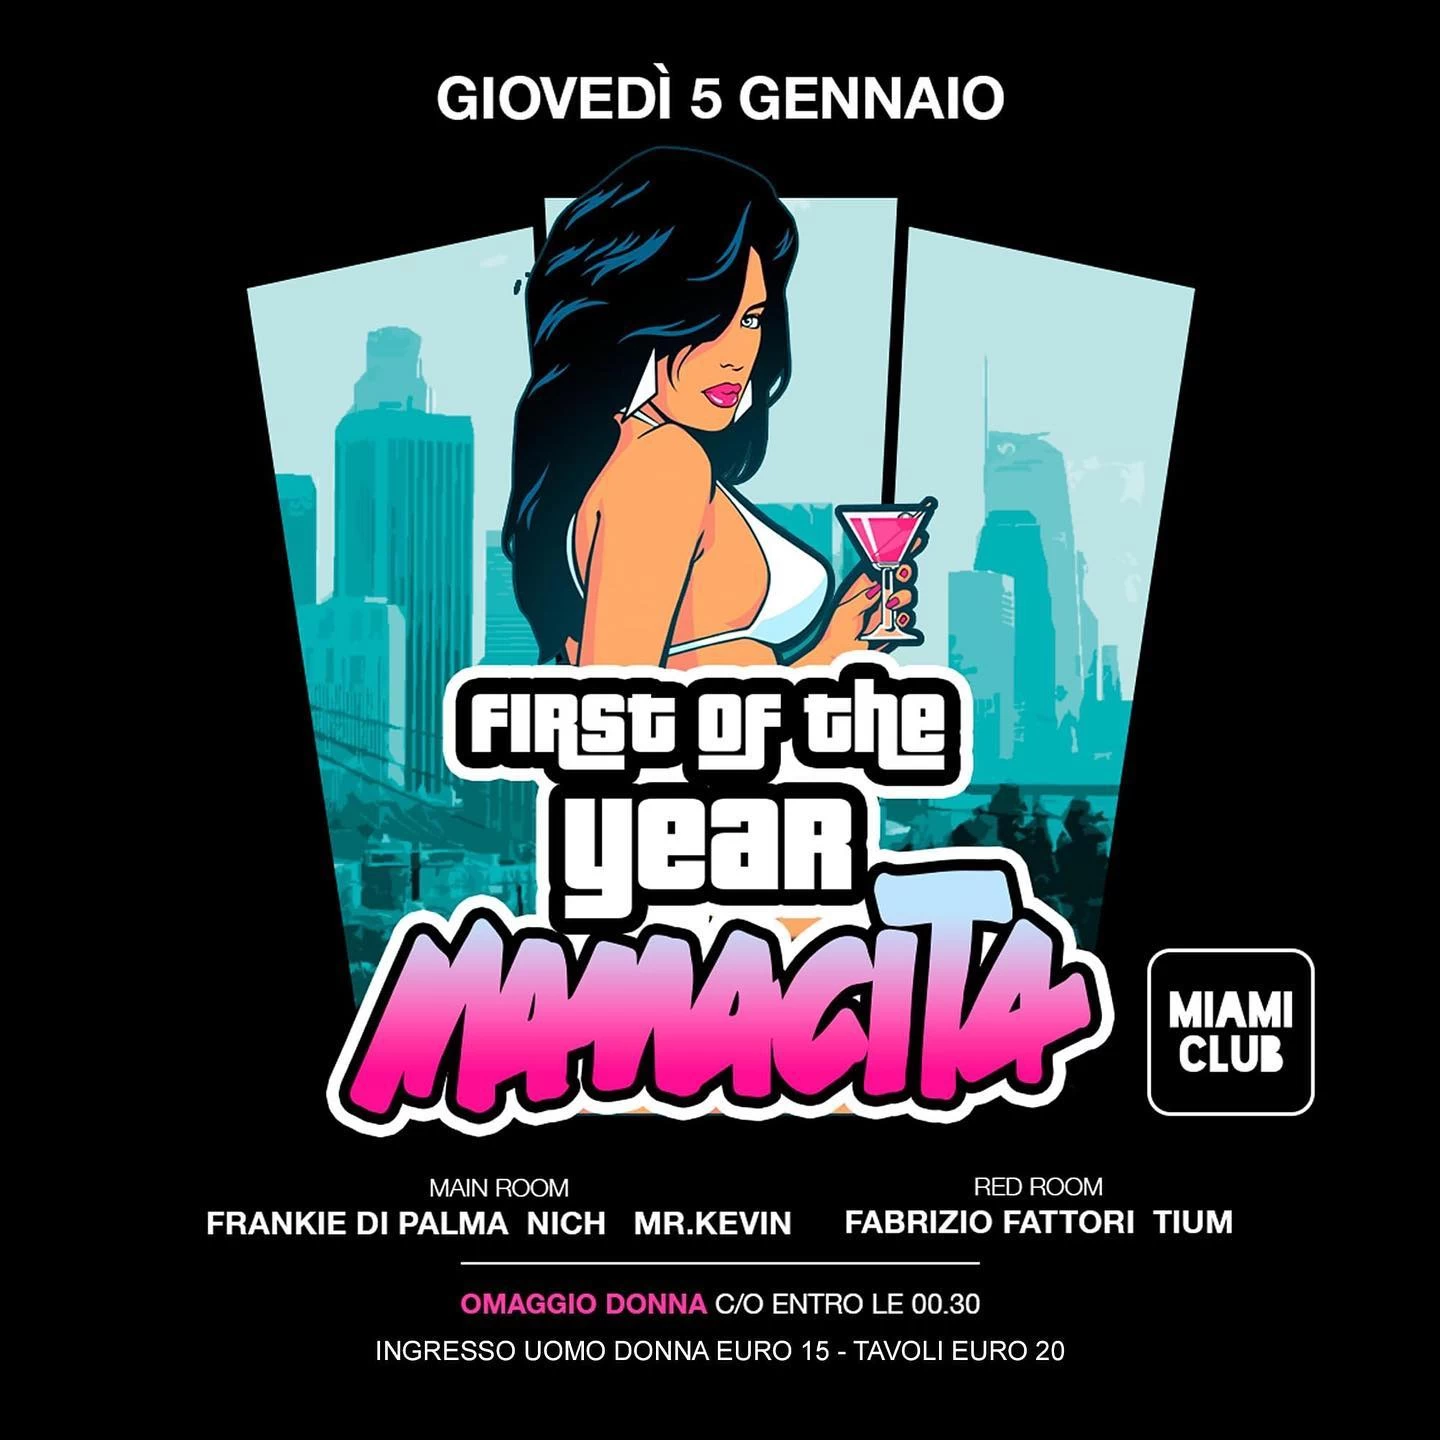 GIOVEDÌ 5 GENNAIO
FIRST OF THE
YEAR
MAMACITA
MIAMI
CLUB
MAIN ROOM
FRANKIE DI PALMA NICH MR.KEVIN
RED ROOM
FABRIZIO FATTORI TIUM
OMAGGIO DONNA C/O ENTRO LE 00.30
INGRESSO UOMO DONNA EURO 15 - TAVOLI EURO 20